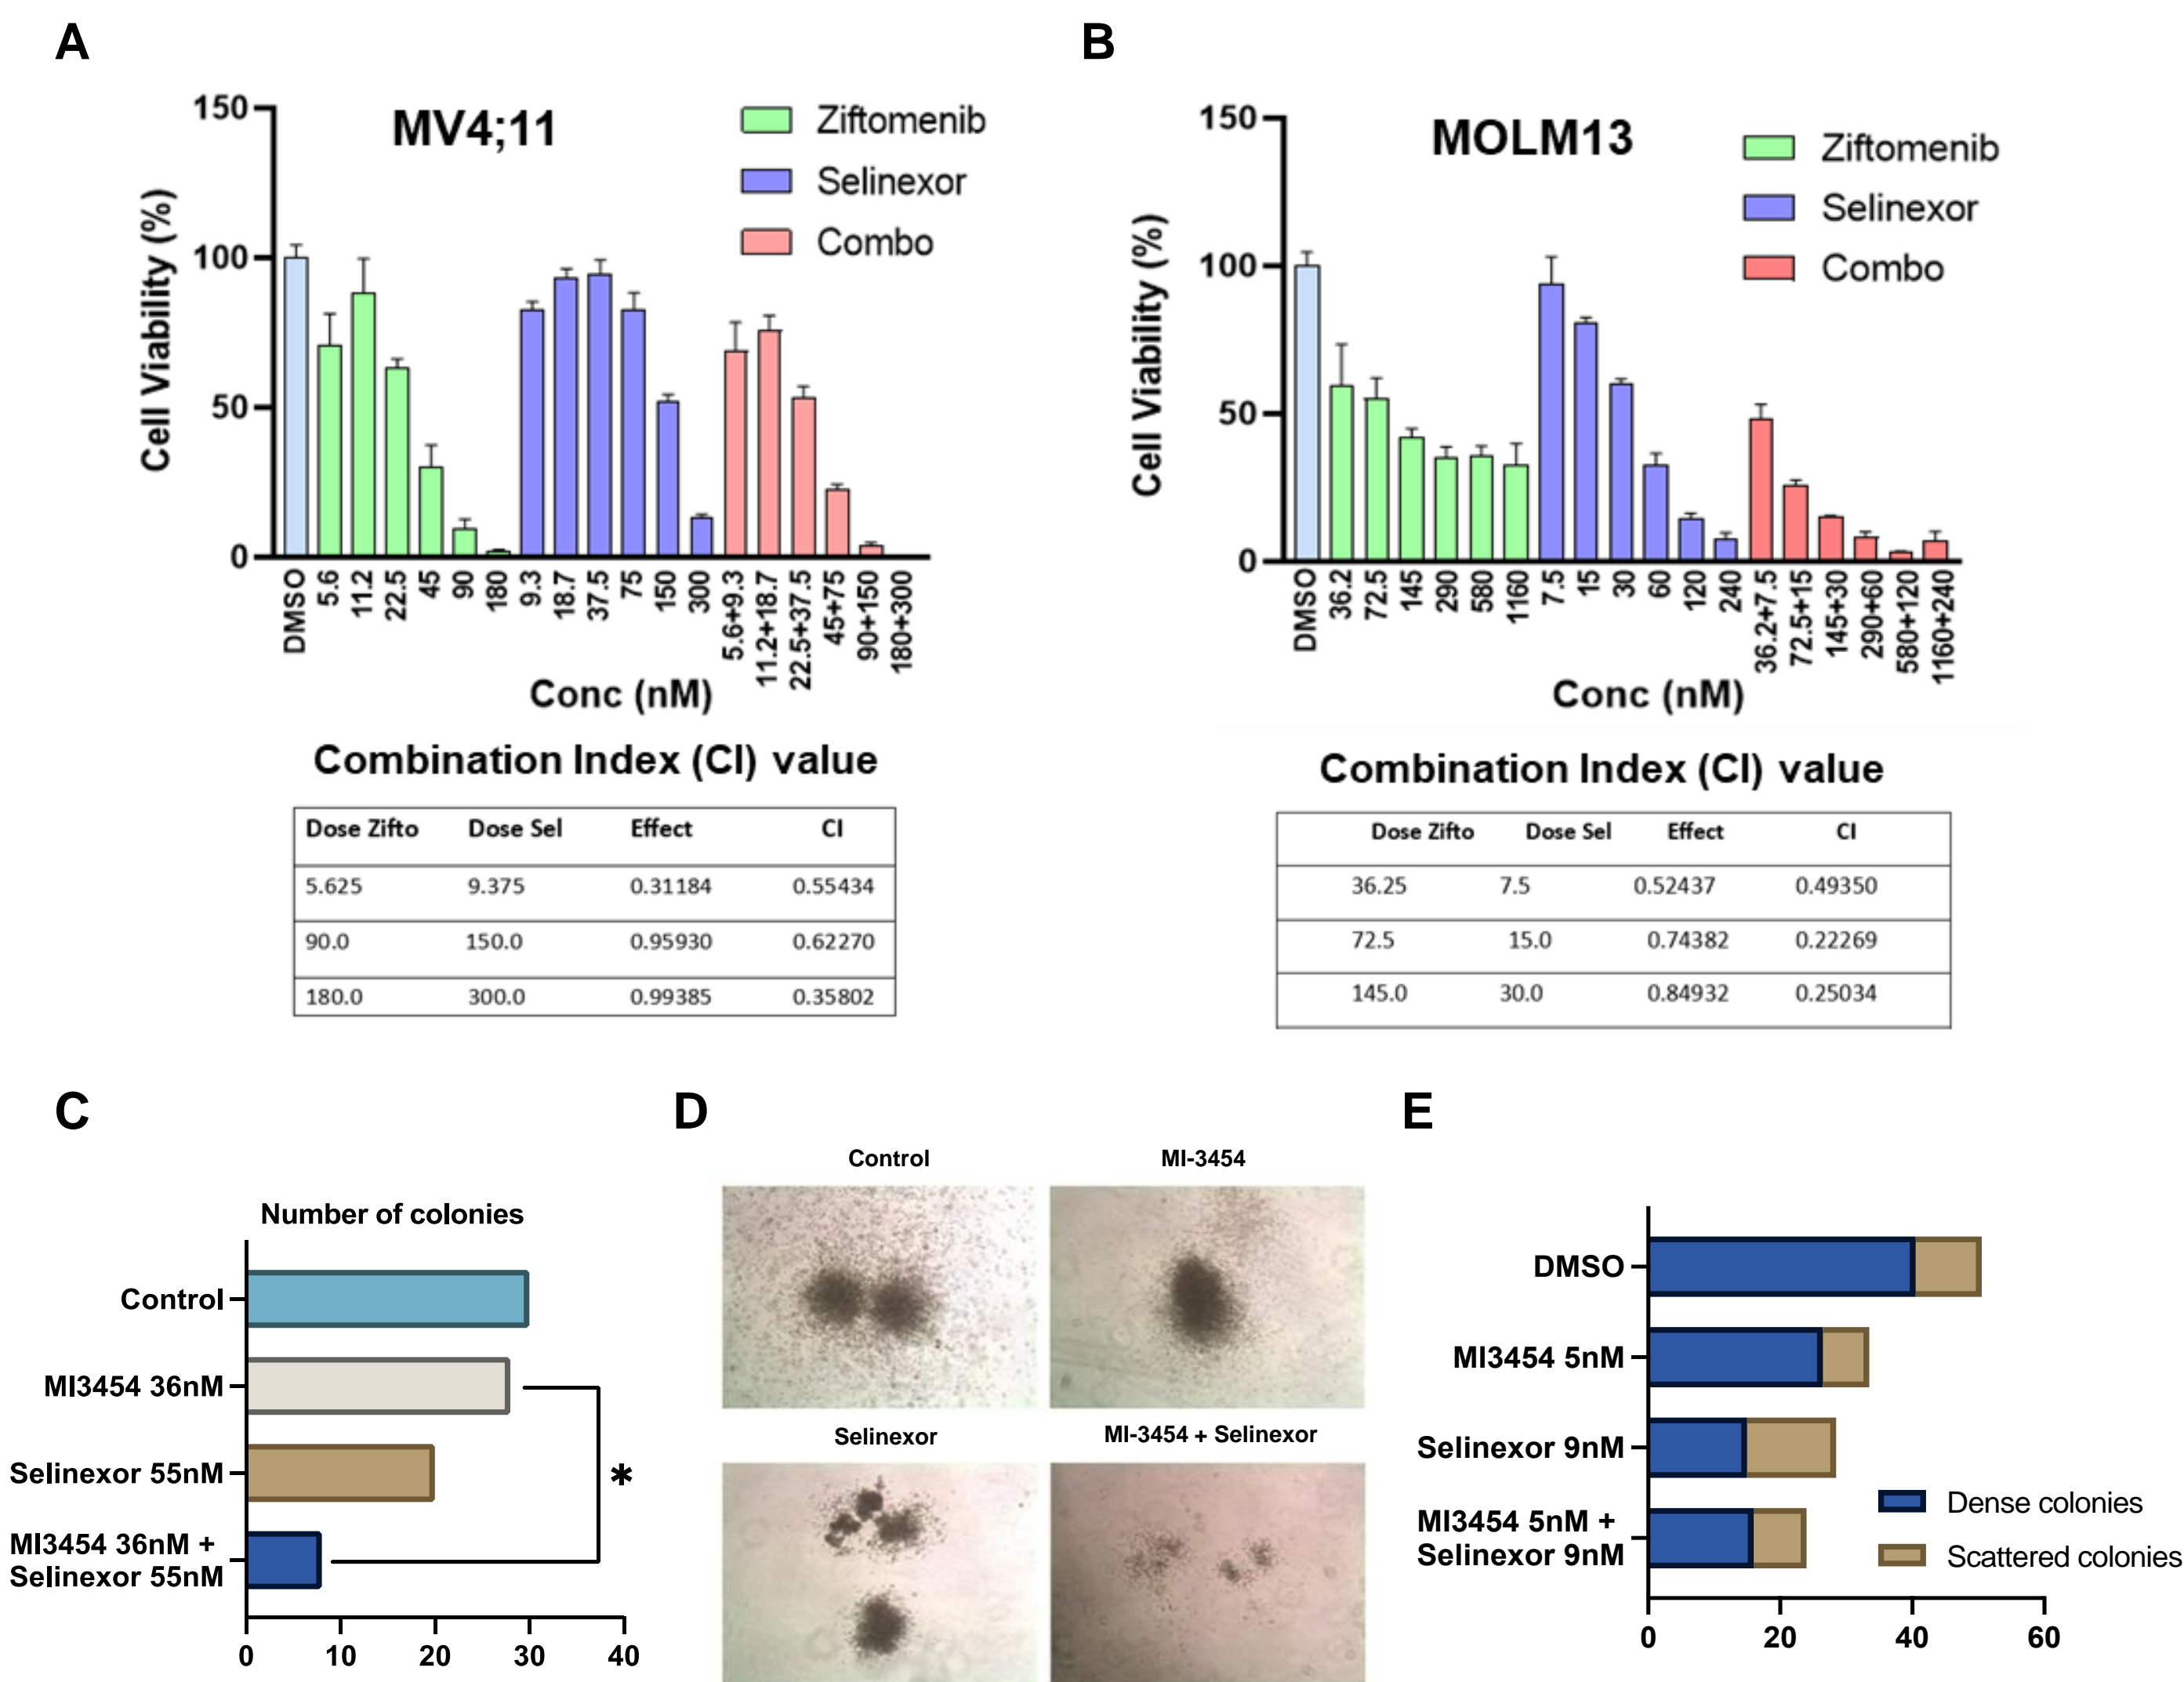 A
MV4;11
Ziftomenib
Selinexor
Combo
Cell Viability (%)
150
100
50
0
DMSO 5.6 11.2 22.5 45 90 180 9.3 18.7 37.5 75 150 300 5.6+9.3 11.2+18.7 22.5+37.5 45+75 90+150 180+300
Conc (nM)
Combination Index (CI) value
Dose Zifto Dose Sel Effect CI
5.625 9.375 0.31184 0.55434
90.0 150.0 0.95930 0.62270
180.0 300.0 0.99385 0.35802
B
MOLM13
Ziftomenib
Selinexor
Combo
Cell Viability (%)
150
100
50
0
DMSO 36.2 72.5 145 290 580 1160 7.5 15 30 60 120 240 36.2+7.5 72.5+15 145+30 290+60 580+120 1160+240
Conc (nM)
Combination Index (CI) value
Dose Zifto Dose Sel Effect CI
36.25 7.5 0.52437 0.49350
72.5 15.0 0.74382 0.22269
145.0 30.0 0.84932 0.25034
C
Number of colonies
Control
MI3454 36nM
Selinexor 55nM
MI3454 36nM +
Selinexor 55nM
*
0 10 20 30 40
D
Control
MI-3454
Selinexor
MI-3454 + Selinexor
E
DMSO
MI3454 5nM
Selinexor 9nM
MI3454 5nM +
Selinexor 9nM
Dense colonies
Scattered colonies
0 20 40 60